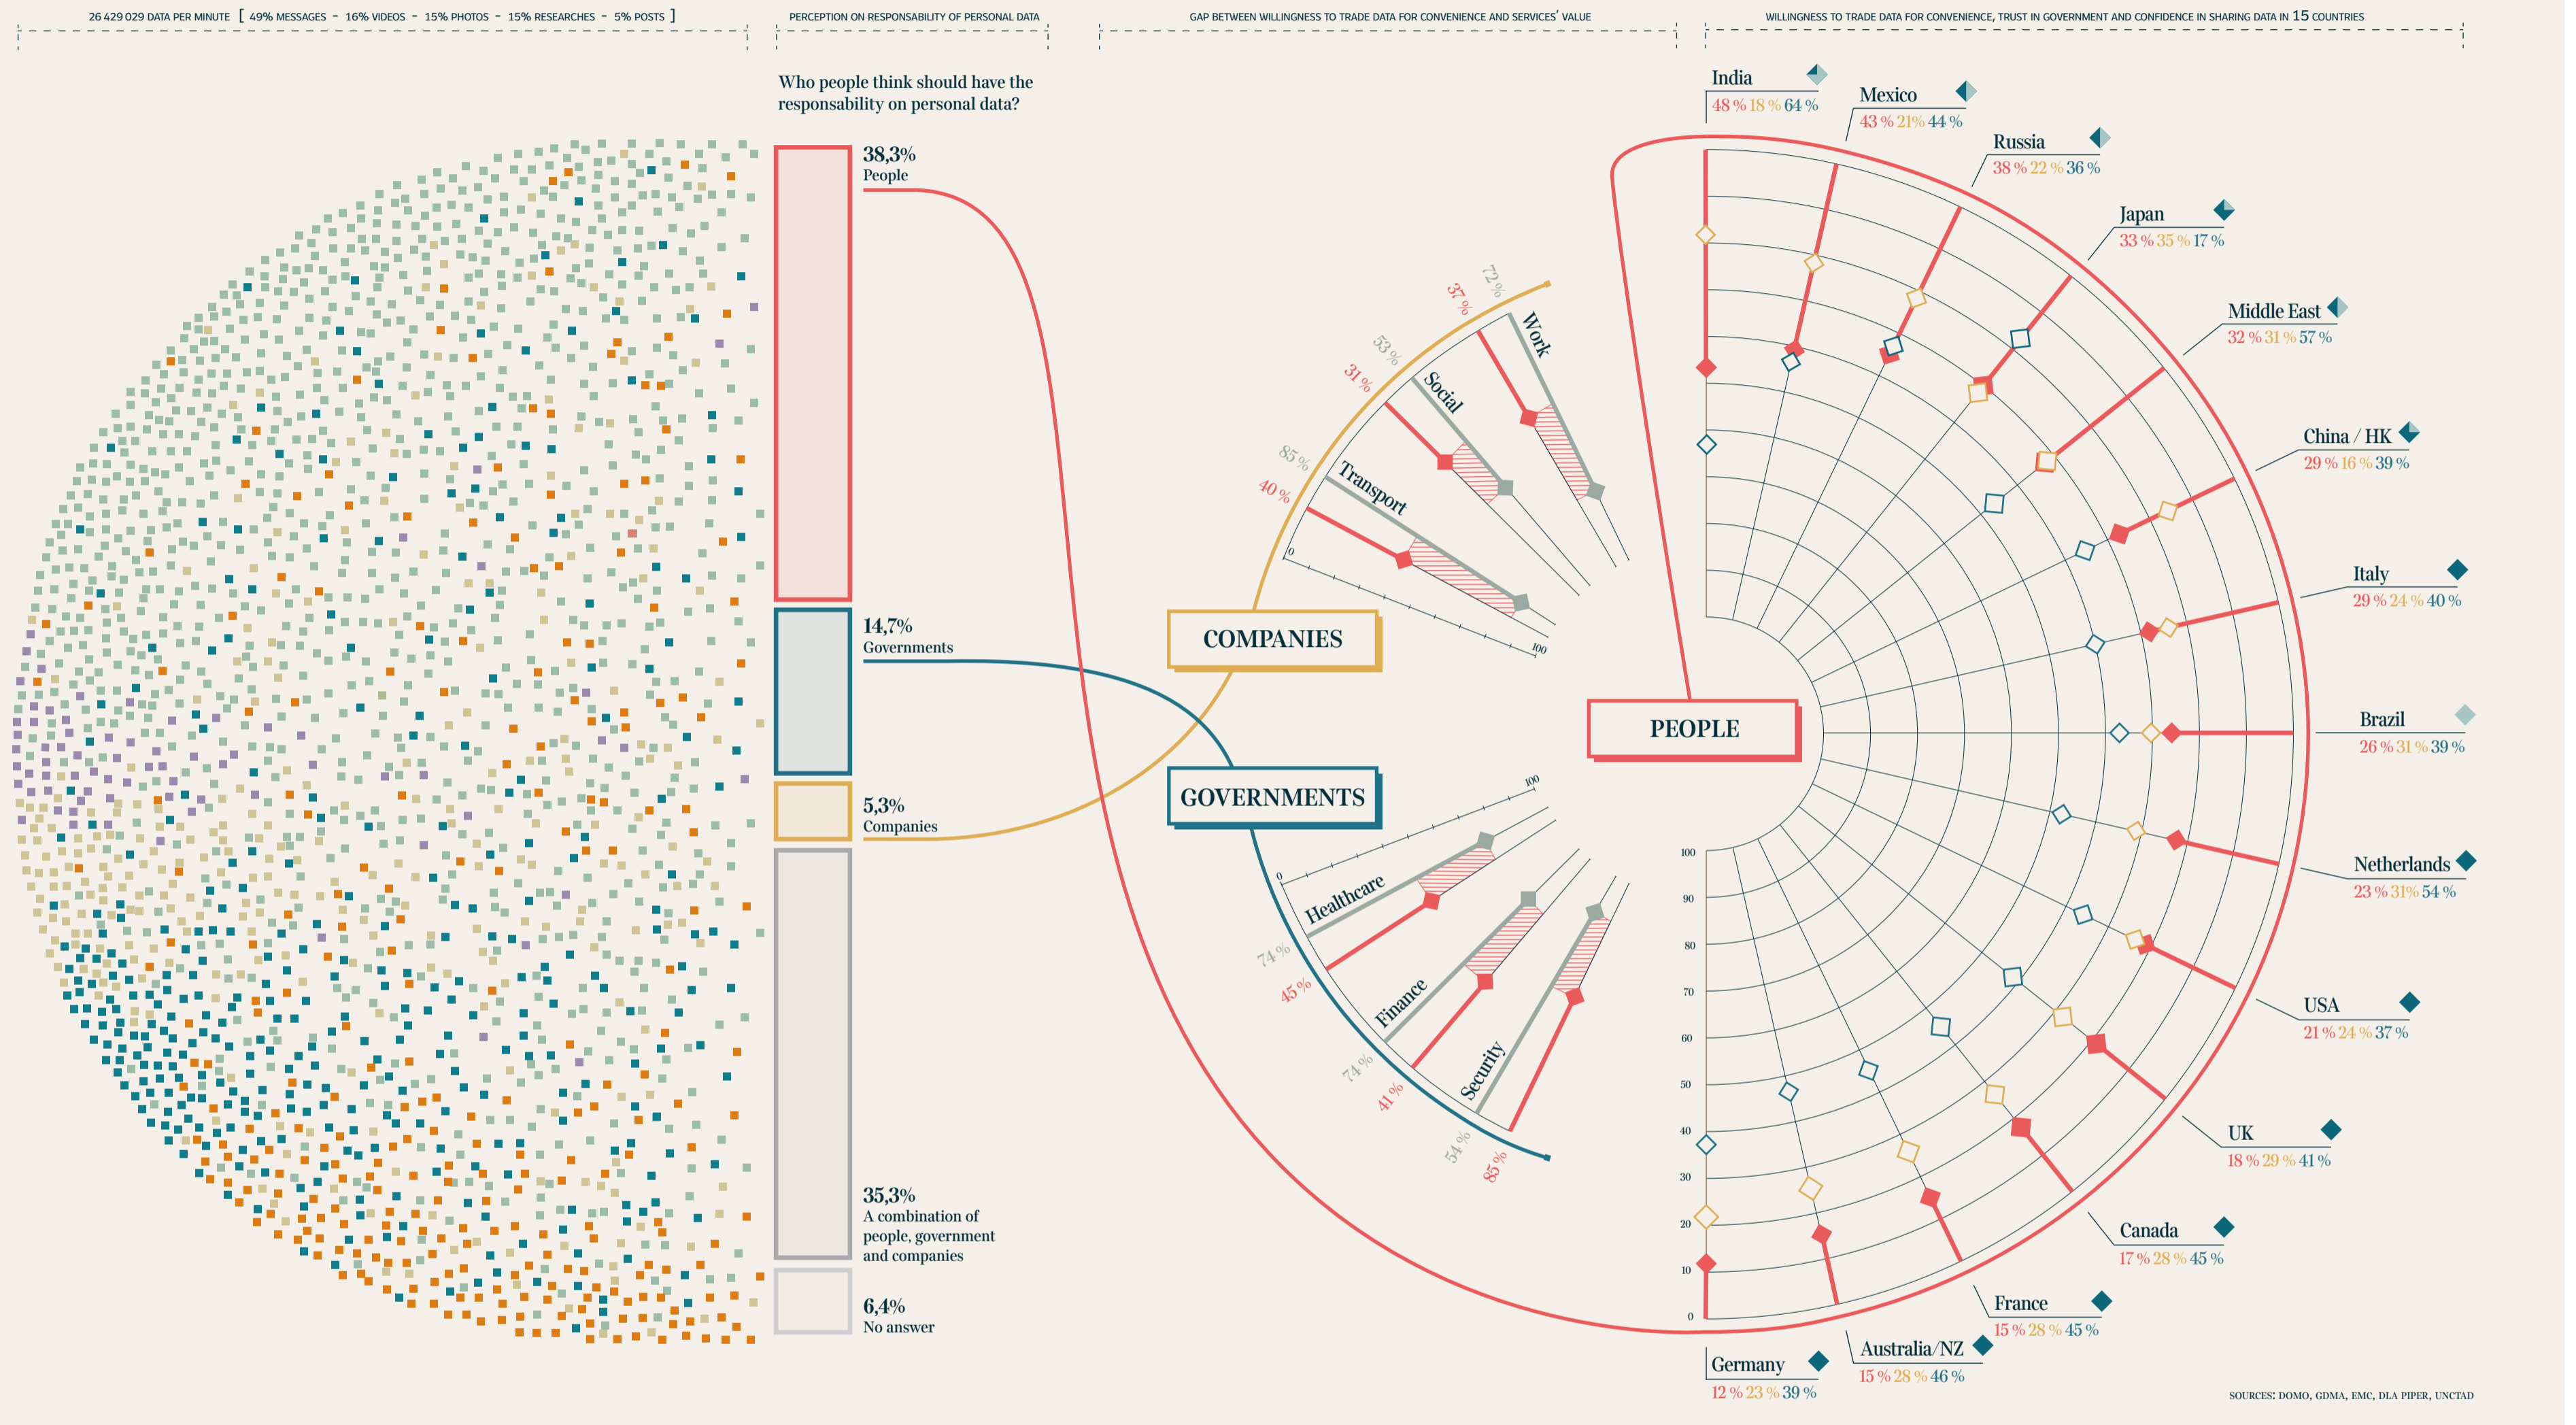 26 429 029 DATA PER MINUTE [ 49% MESSAGES - 16% VIDEOS - 15% PHOTOS - 15% RESEARCHES - 5% POSTS ]
PERCEPTION ON RESPONSABILITY OF PERSONAL DATA
GAP BETWEEN WILLINGNESS TO TRADE DATA FOR CONVENIENCE AND SERVICES' VALUE
WILLINGNESS TO TRADE DATA FOR CONVENIENCE, TRUST IN GOVERNMENT AND CONFIDENCE IN SHARING DATA IN 15 COUNTRIES
Who people think should have the
responsability on personal data?
38,3%
People
14,7%
Governments
5,3%
Companies
35,3%
A combination of
people, government
and companies
6,4%
No answer
COMPANIES
72 %
37 %
Work
53 %
31 %
Social
85 %
40 %
Transport
0
100
GOVERNMENTS
100
0
Healthcare
74 %
45 %
Finance
74 %
41 %
Security
54 %
85 %
PEOPLE
India
48 % 18 % 64 %
Mexico
43 % 21% 44 %
Russia
38 % 22 % 36 %
Japan
33 % 35 % 17 %
Middle East
32 % 31 % 57 %
China / HK
29 % 16 % 39 %
Italy
29 % 24 % 40 %
Brazil
26 % 31 % 39 %
Netherlands
23 % 31% 54 %
USA
21 % 24 % 37 %
UK
18 % 29 % 41 %
Canada
17 % 28 % 45 %
France
15 % 28 % 45 %
Australia/NZ
15 % 28 % 46 %
Germany
12 % 23 % 39 %
100
90
80
70
60
50
40
30
20
10
0
SOURCES: DOMO, GDMA, EMC, DLA PIPER, UNCTAD